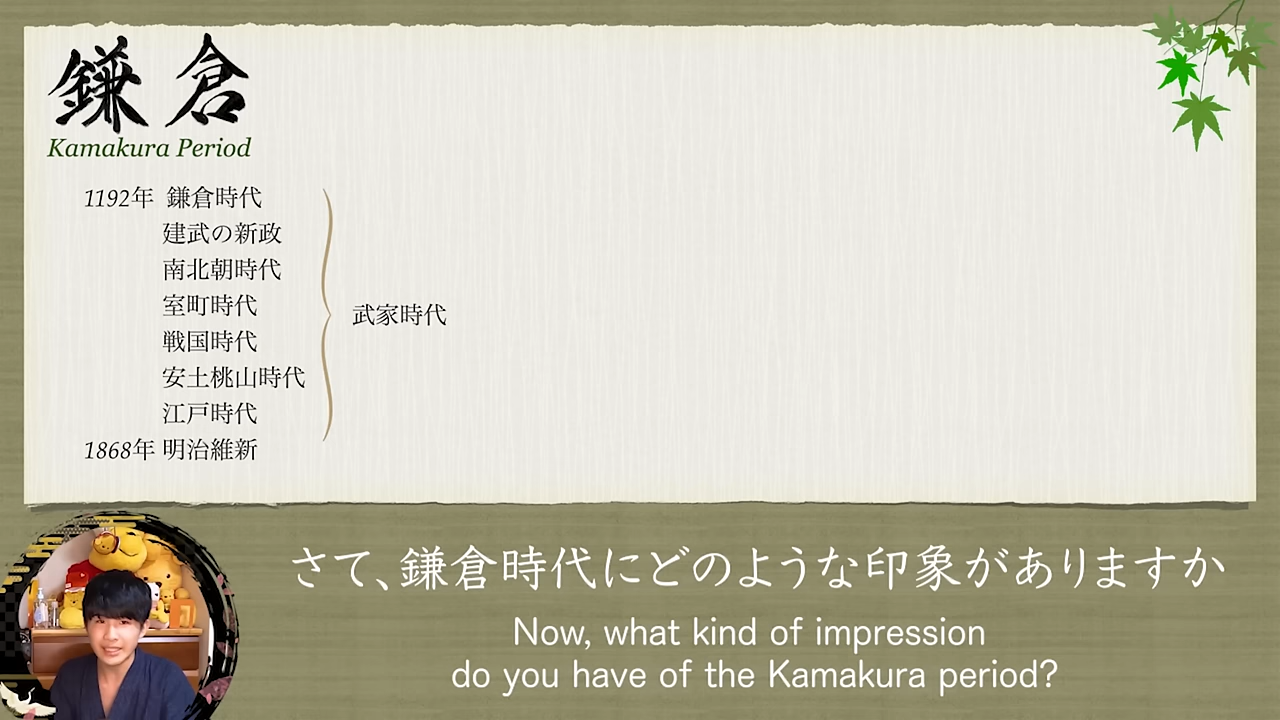 鎌倉
Kamakura Period
1192年 鎌倉時代
建武の新政
南北朝時代
室町時代
戦国時代
安土桃山時代
江戸時代
1868年 明治維新
武家時代
さて、鎌倉時代にどのような印象がありますか
Now, what kind of impression
do you have of the Kamakura period?